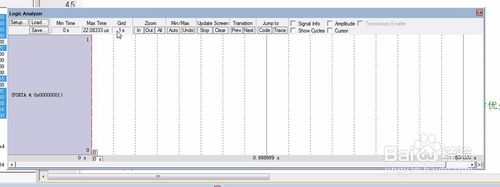 45
Logic Analyzer
Setup... Load... Min Time Max Time Grid Zoom Min/Max Update Screen Transition Jump to Signal Info Amplitude Timestamps Enable
Save... 0 s 22.08333 us 1 s In Out All Auto Undo Stop Clear Prev Next Code Trace Show Cycles Cursor
1
(PORTA & 0x00000001)
0
0 s 0 s 0.888889 s
Baidu 经验